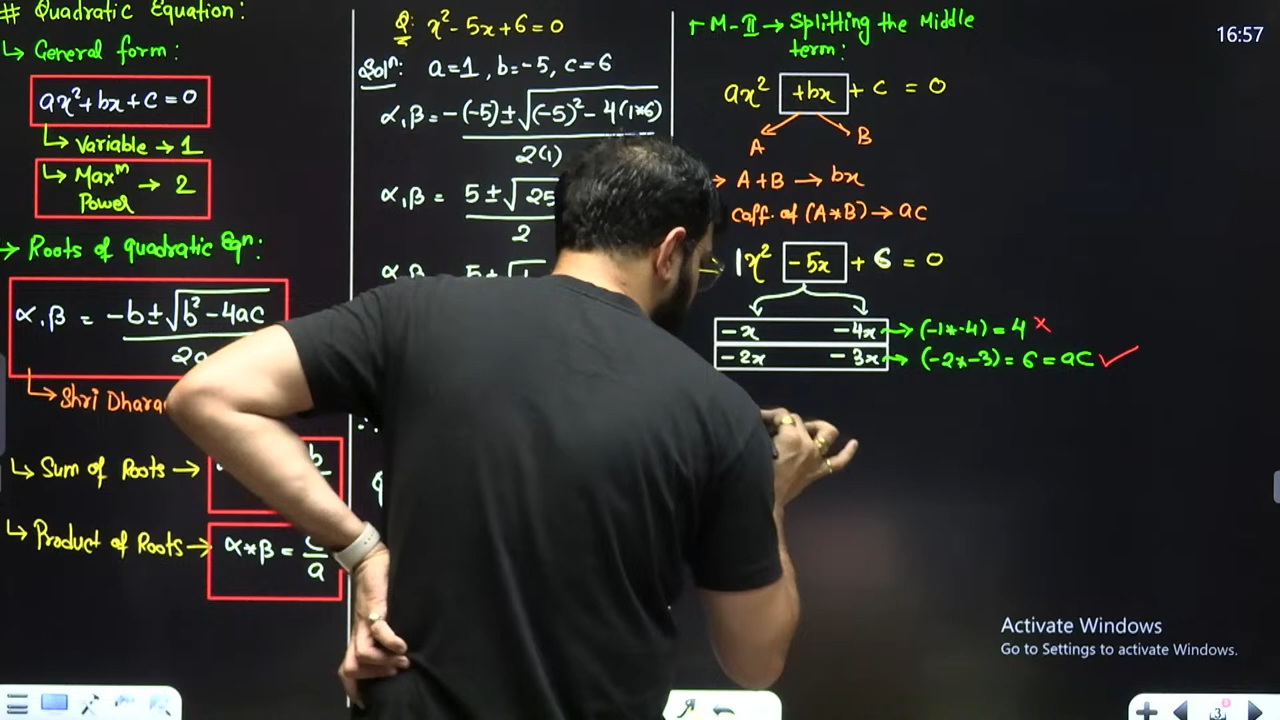 # Quadratic Equation:
↳ General form:
ax²+bx+c=0
↳ Variable → 1
↳ Maxᵐ Power → 2
→ Roots of quadratic Eqⁿ:
α,β = -b±√b²-4ac
↳ Shri
↳ Sum of Roots →
b
↳ Product of Roots →
α*β = c/a
Q: x²-5x+6=0
Solⁿ: a=1, b=-5, c=6
α,β = -(-5)±√(-5)²-4(1*6)
2(1)
α,β = 5±√25
2
α,β 5±√1
∴
M-II → Splitting the Middle
term:
ax² +bx + c = 0
A B
→ A+B → bx
coff. of (A*B) → ac
1x² -5x + 6 = 0
-x -4x → (-1*-4) = 4 ×
-2x -3x → (-2*-3) = 6 = ac ✓
16:57
Activate Windows
Go to Settings to activate Windows.
3